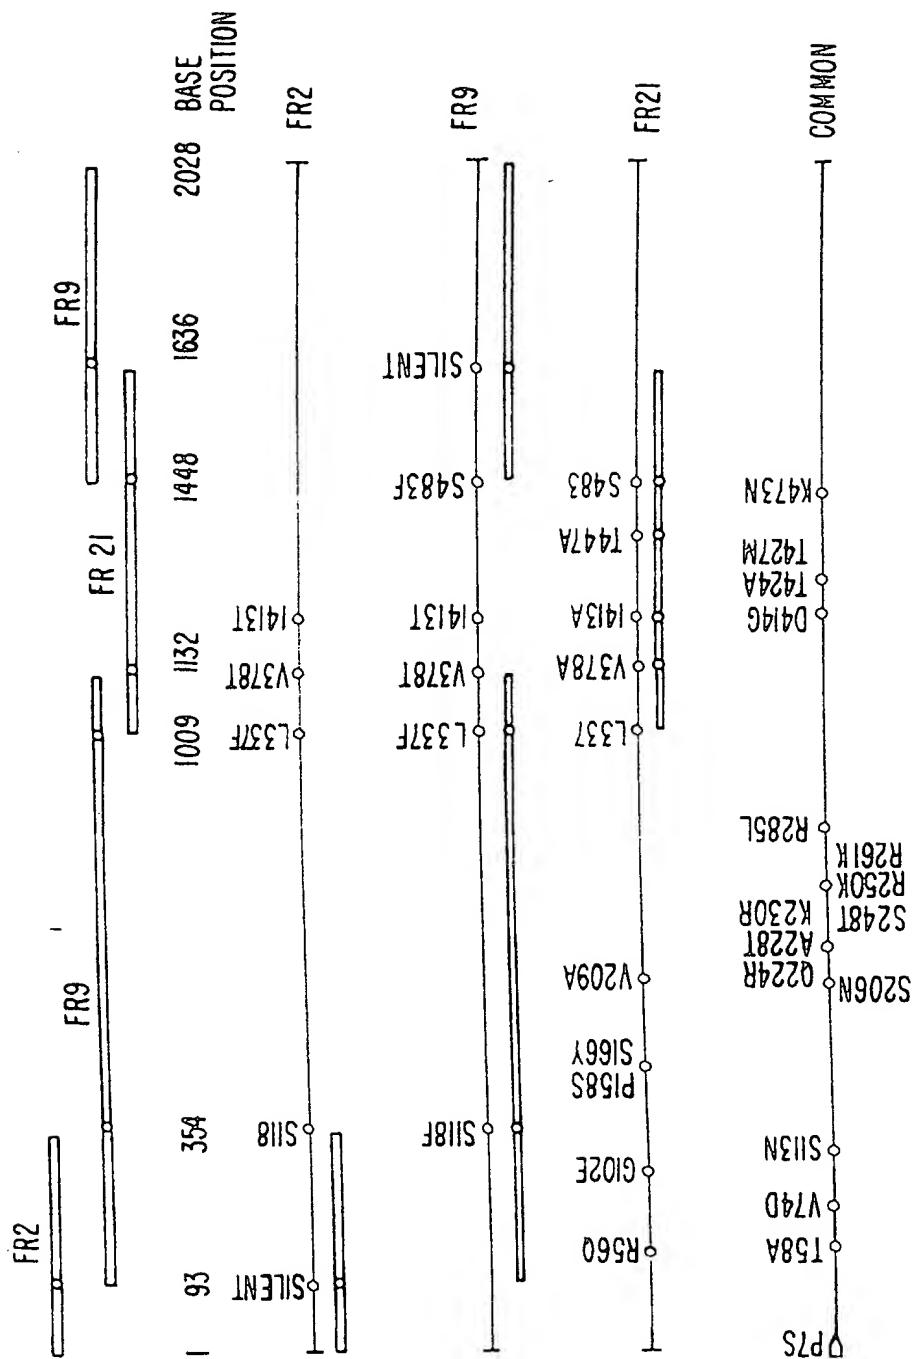 FR2
FR9
FR 21
FR9
BASE
POSITION
1
93
354
1009
1132
1448
1636
2028
FR2
SILENT
S118
L337F
V378T
I413T
FR9
S118F
L337F
V378T
I413T
S483F
SILENT
FR21
R56Q
G102E
P158S
S166Y
V209A
L337
V378A
I413A
T447A
S483
COMMON
P7S
T58A
V74D
S113N
S206N
Q224R
A228T
K230R
S248T
R250K
R261K
R285L
D414G
T424A
T427M
K473N